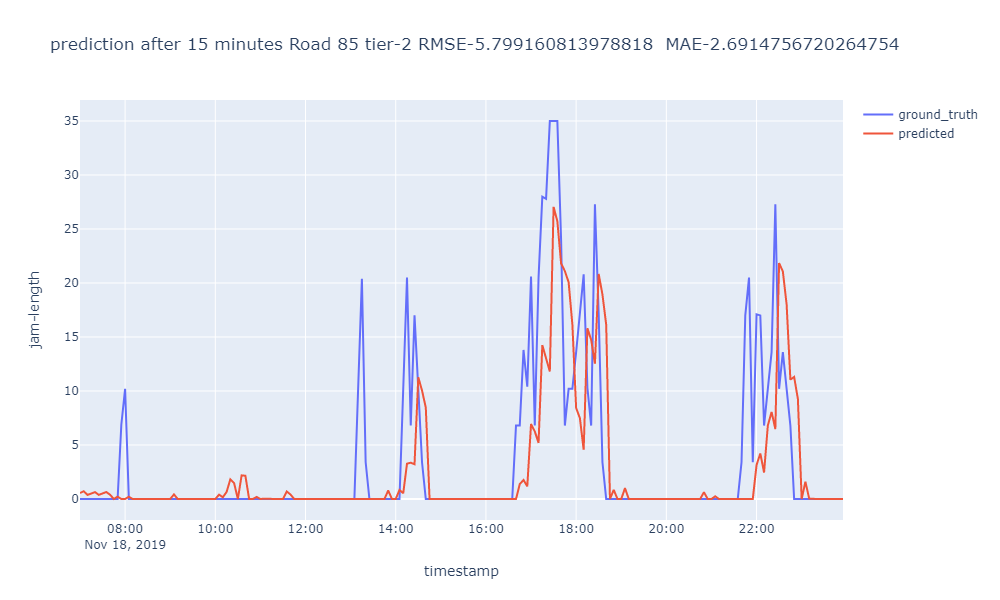 prediction after 15 minutes Road 85 tier-2 RMSE-5.799160813978818  MAE-2.6914756720264754
ground_truth
predicted
35
30
25
20
15
10
5
0
jam-length
08:00 10:00 12:00 14:00 16:00 18:00 20:00 22:00
Nov 18, 2019
timestamp